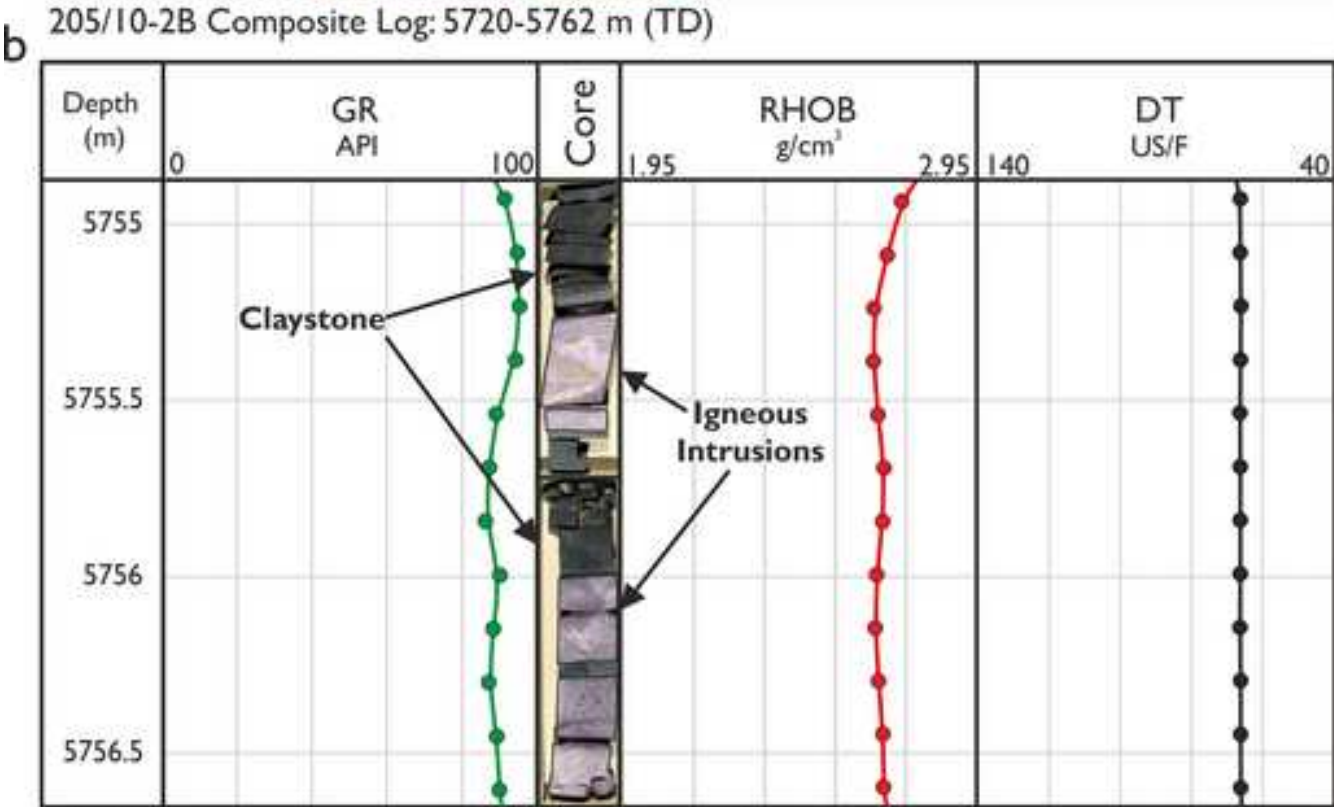 b
205/10-2B Composite Log: 5720-5762 m (TD)
Depth
(m)
GR
API
0
100
Core
RHOB
g/cm³
1.95
2.95
DT
US/F
140
40
5755
Claystone
5755.5
Igneous
Intrusions
5756
5756.5